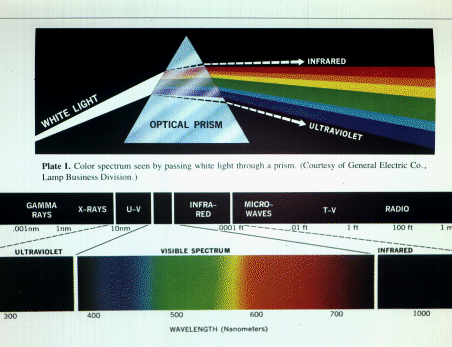 INFRARED
WHITE LIGHT
OPTICAL PRISM
ULTRAVIOLET
Plate I. Color spectrum seen by passing white light through a prism. (Courtesy of General Electric Co.,
Lamp Business Division.)
GAMMA RAYS X-RAYS U-V INFRA-RED MICRO-WAVES T-V RADIO
.001nm 1nm 10nm .0001 ft .01 ft 1 ft 100 ft 1 m
ULTRAVIOLET VISIBLE SPECTRUM INFRARED
300 400 500 600 700 1000
WAVELENGTH (Nanometers)